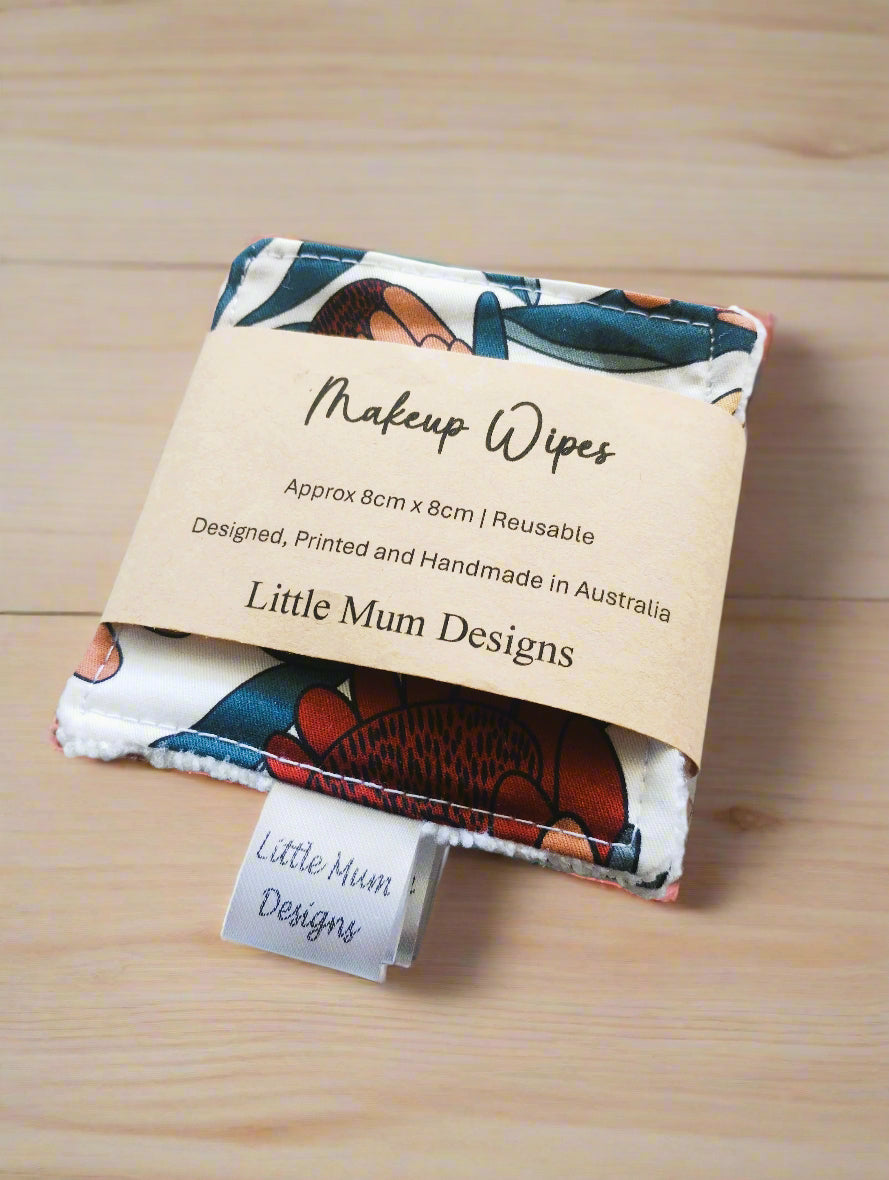 Makeup Wipes
Approx 8cm x 8cm | Reusable
Designed, Printed and Handmade in Australia
Little Mum Designs
Little Mum
Designs